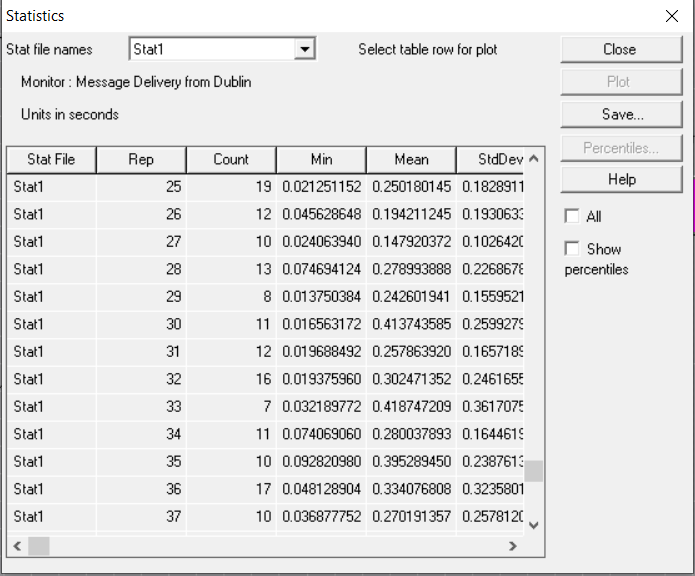 Statistics
Stat file names Stat1 Select table row for plot Close
Monitor : Message Delivery from Dublin Plot
Units in seconds Save...
Percentiles...
Help
All
Show
percentiles
Stat File Rep Count Min Mean StdDev
Stat1 25 19 0.021251152 0.250180145 0.1828911
Stat1 26 12 0.045628648 0.194211245 0.1930633
Stat1 27 10 0.024063940 0.147920372 0.1026420
Stat1 28 13 0.074694124 0.278993888 0.2268678
Stat1 29 8 0.013750384 0.242601941 0.1559521
Stat1 30 11 0.016563172 0.413743585 0.2599279
Stat1 31 12 0.019688492 0.257863920 0.1657189
Stat1 32 16 0.019375960 0.302471352 0.2461655
Stat1 33 7 0.032189772 0.418747209 0.3617075
Stat1 34 11 0.074069060 0.280037893 0.1644619
Stat1 35 10 0.092820980 0.395289450 0.2387613
Stat1 36 17 0.048128904 0.334076808 0.3235801
Stat1 37 10 0.036877752 0.270191357 0.2578120